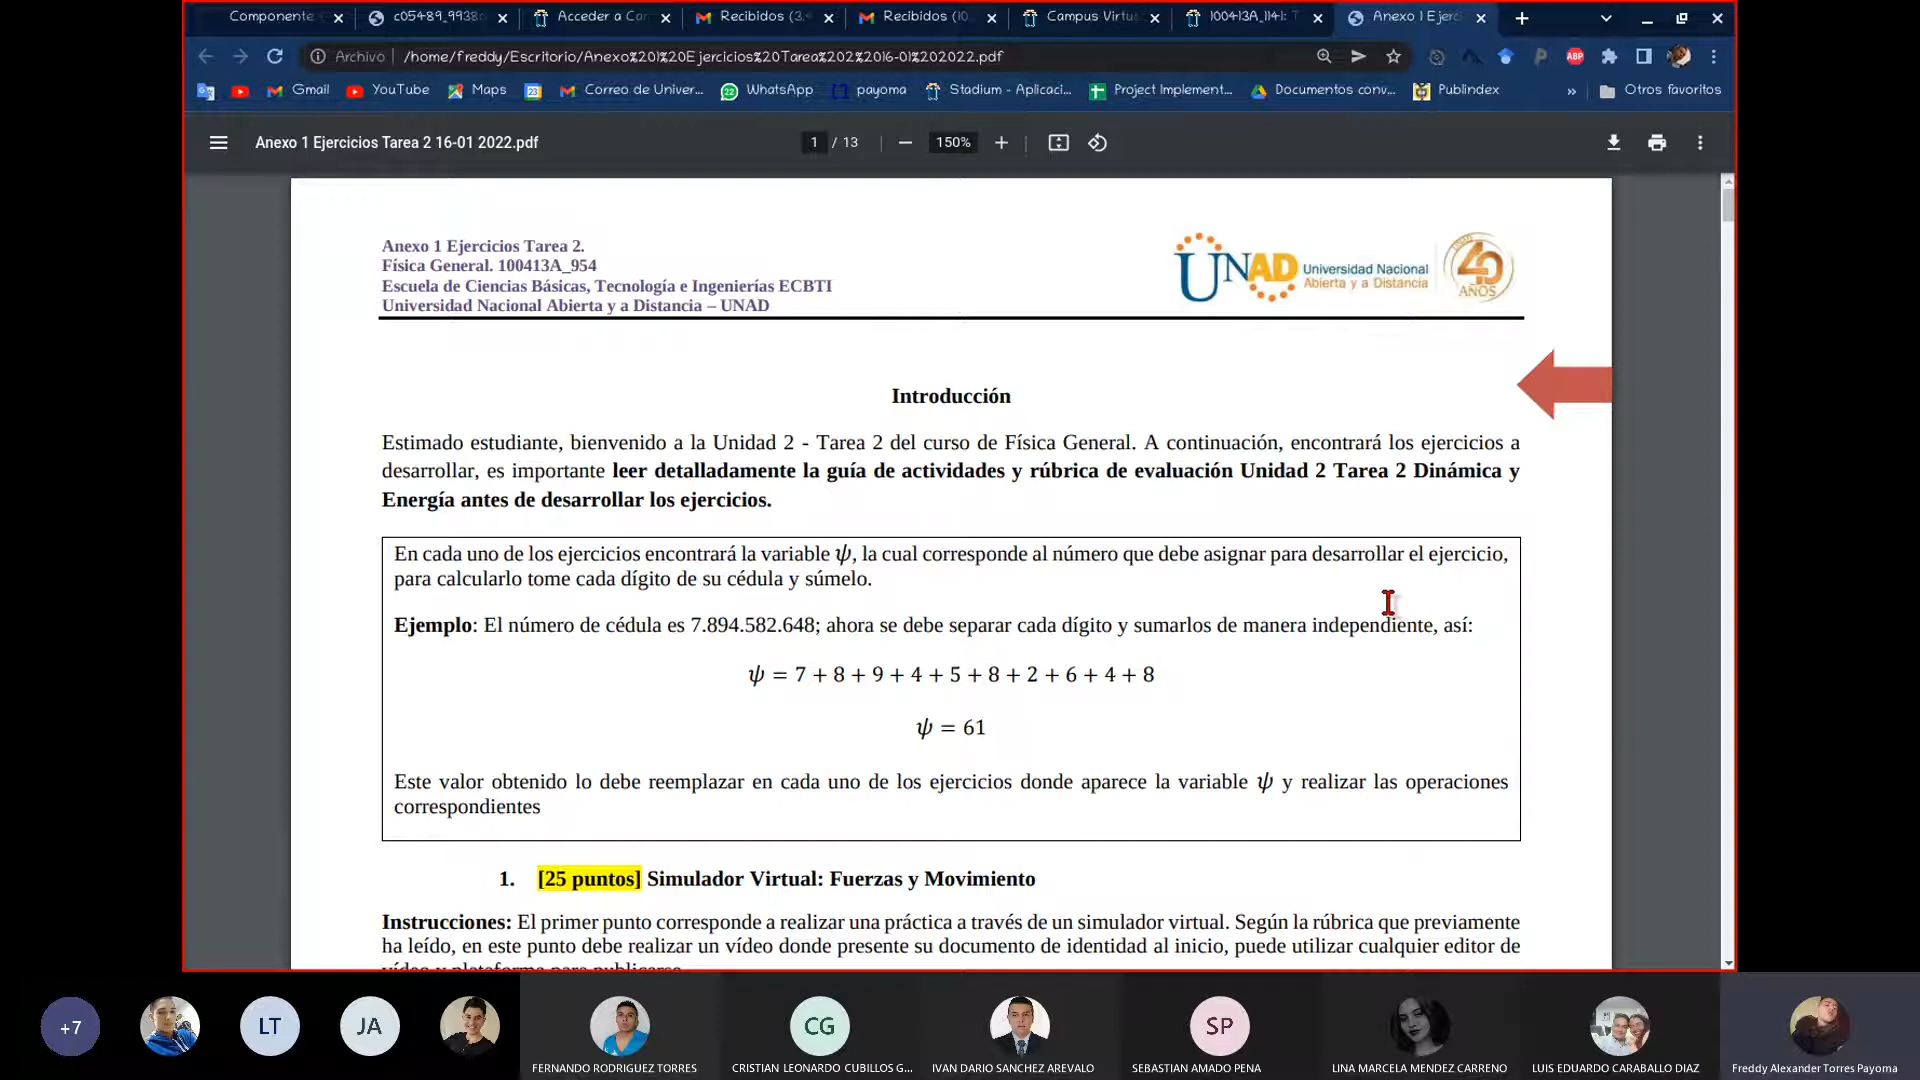 Componente
c05489_9938
Acceder a Ca
Recibidos (3.
Recibidos (10
Campus Virtu
100413A_1141: T
Anexo 1 Ejerc
Archivo
/home/freddy/Escritorio/Anexo%201%20Ejercicios%20Tarea%202%2016-01%202022.pdf
ABP
Gmail
YouTube
23
Maps
Correo de Univer...
22
WhatsApp
payoma
Stadium - Aplicaci...
Project Implement...
Documentos conv...
Publindex
»
Otros favoritos
Anexo 1 Ejercicios Tarea 2 16-01 2022.pdf
1 / 13
150%
Anexo 1 Ejercicios Tarea 2.
Física General. 100413A_954
Escuela de Ciencias Básicas, Tecnología e Ingenierías ECBTI
Universidad Nacional Abierta y a Distancia – UNAD
UNAD
Universidad Nacional
Abierta y a Distancia
40
AÑOS
Introducción
Estimado estudiante, bienvenido a la Unidad 2 - Tarea 2 del curso de Física General. A continuación, encontrará los ejercicios a
desarrollar, es importante leer detalladamente la guía de actividades y rúbrica de evaluación Unidad 2 Tarea 2 Dinámica y
Energía antes de desarrollar los ejercicios.
En cada uno de los ejercicios encontrará la variable ψ, la cual corresponde al número que debe asignar para desarrollar el ejercicio,
para calcularlo tome cada dígito de su cédula y súmelo.
Ejemplo: El número de cédula es 7.894.582.648; ahora se debe separar cada dígito y sumarlos de manera independiente, así:
ψ = 7 + 8 + 9 + 4 + 5 + 8 + 2 + 6 + 4 + 8
ψ = 61
Este valor obtenido lo debe reemplazar en cada uno de los ejercicios donde aparece la variable ψ y realizar las operaciones
correspondientes
1. [25 puntos] Simulador Virtual: Fuerzas y Movimiento
Instrucciones: El primer punto corresponde a realizar una práctica a través de un simulador virtual. Según la rúbrica que previamente
ha leído, en este punto debe realizar un vídeo donde presente su documento de identidad al inicio, puede utilizar cualquier editor de
vídeo y plataforma para publicarse
+7
LT
JA
CG
SP
FERNANDO RODRIGUEZ TORRES
CRISTIAN LEONARDO CUBILLOS G...
IVAN DARIO SANCHEZ AREVALO
SEBASTIAN AMADO PENA
LINA MARCELA MENDEZ CARRENO
LUIS EDUARDO CARABALLO DIAZ
Freddy Alexander Torres Payoma